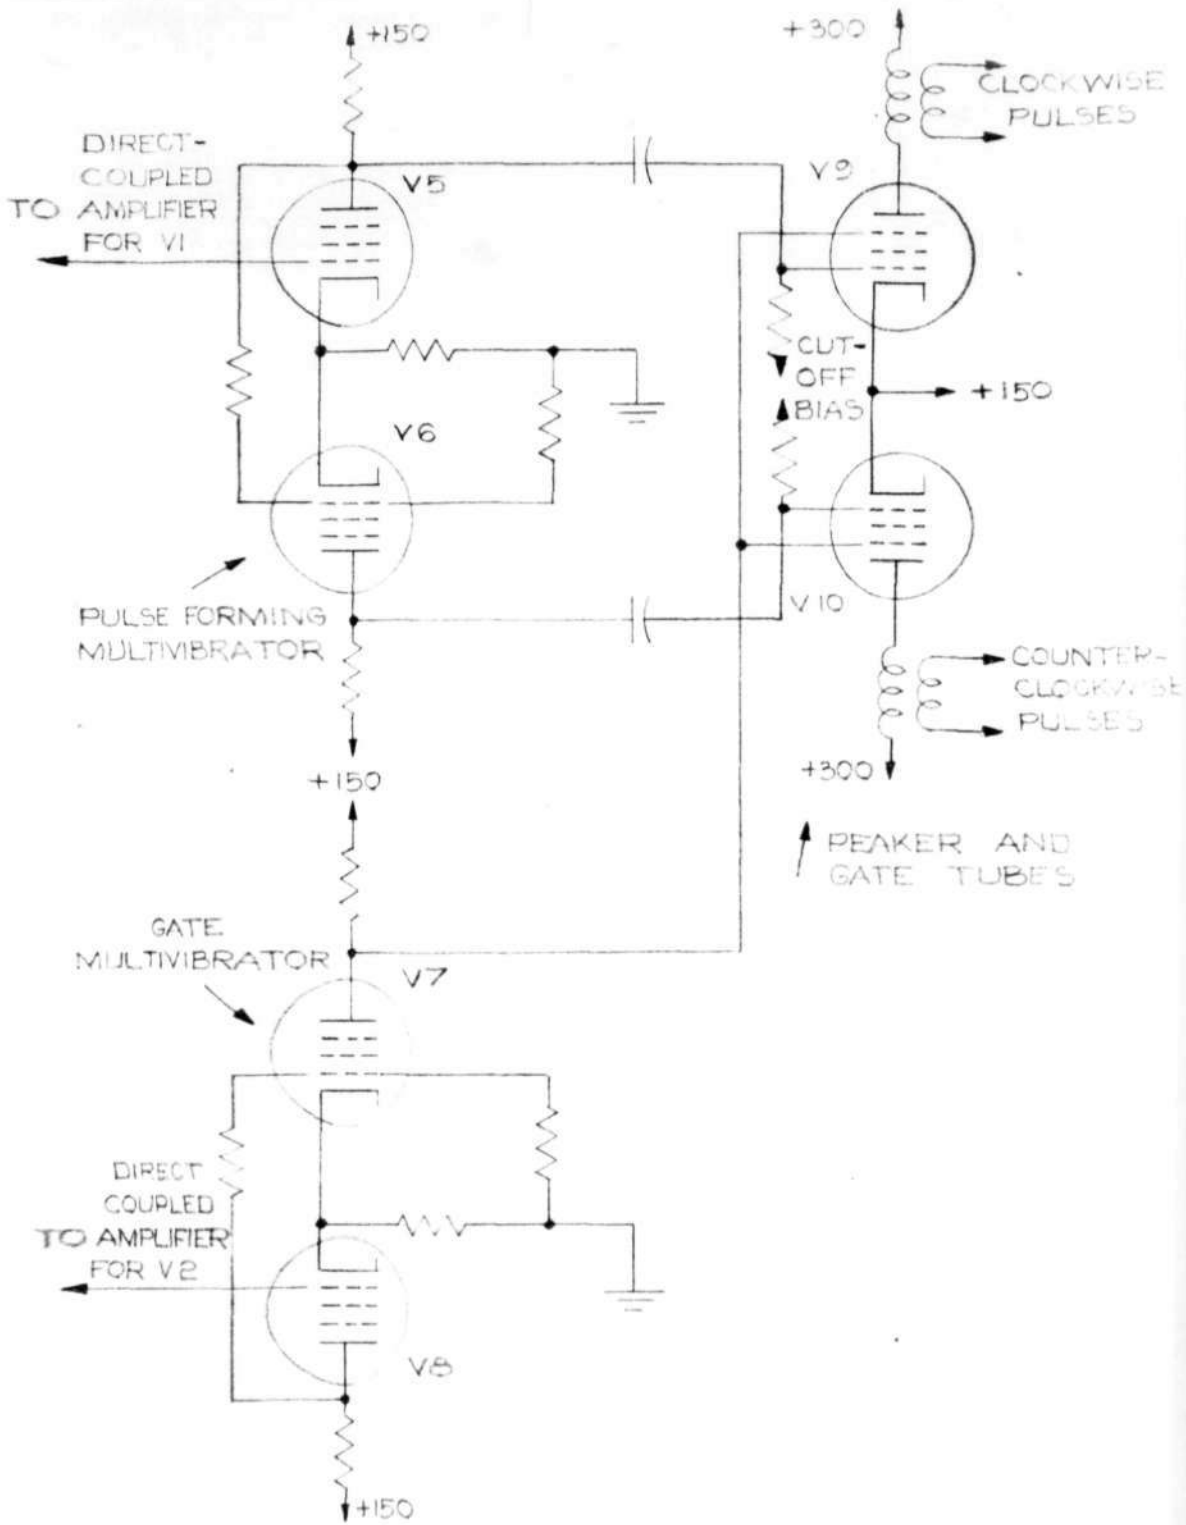 +150
+300
CLOCKWISE
PULSES
DIRECT-
COUPLED
TO AMPLIFIER
FOR V1
V5
V9
CUT-
OFF
BIAS
+150
V6
V10
PULSE FORMING
MULTIVIBRATOR
COUNTER-
CLOCKWISE
PULSES
+150
+300
PEAKER AND
GATE TUBES
GATE
MULTIVIBRATOR
V7
DIRECT
COUPLED
TO AMPLIFIER
FOR V2
V8
+150